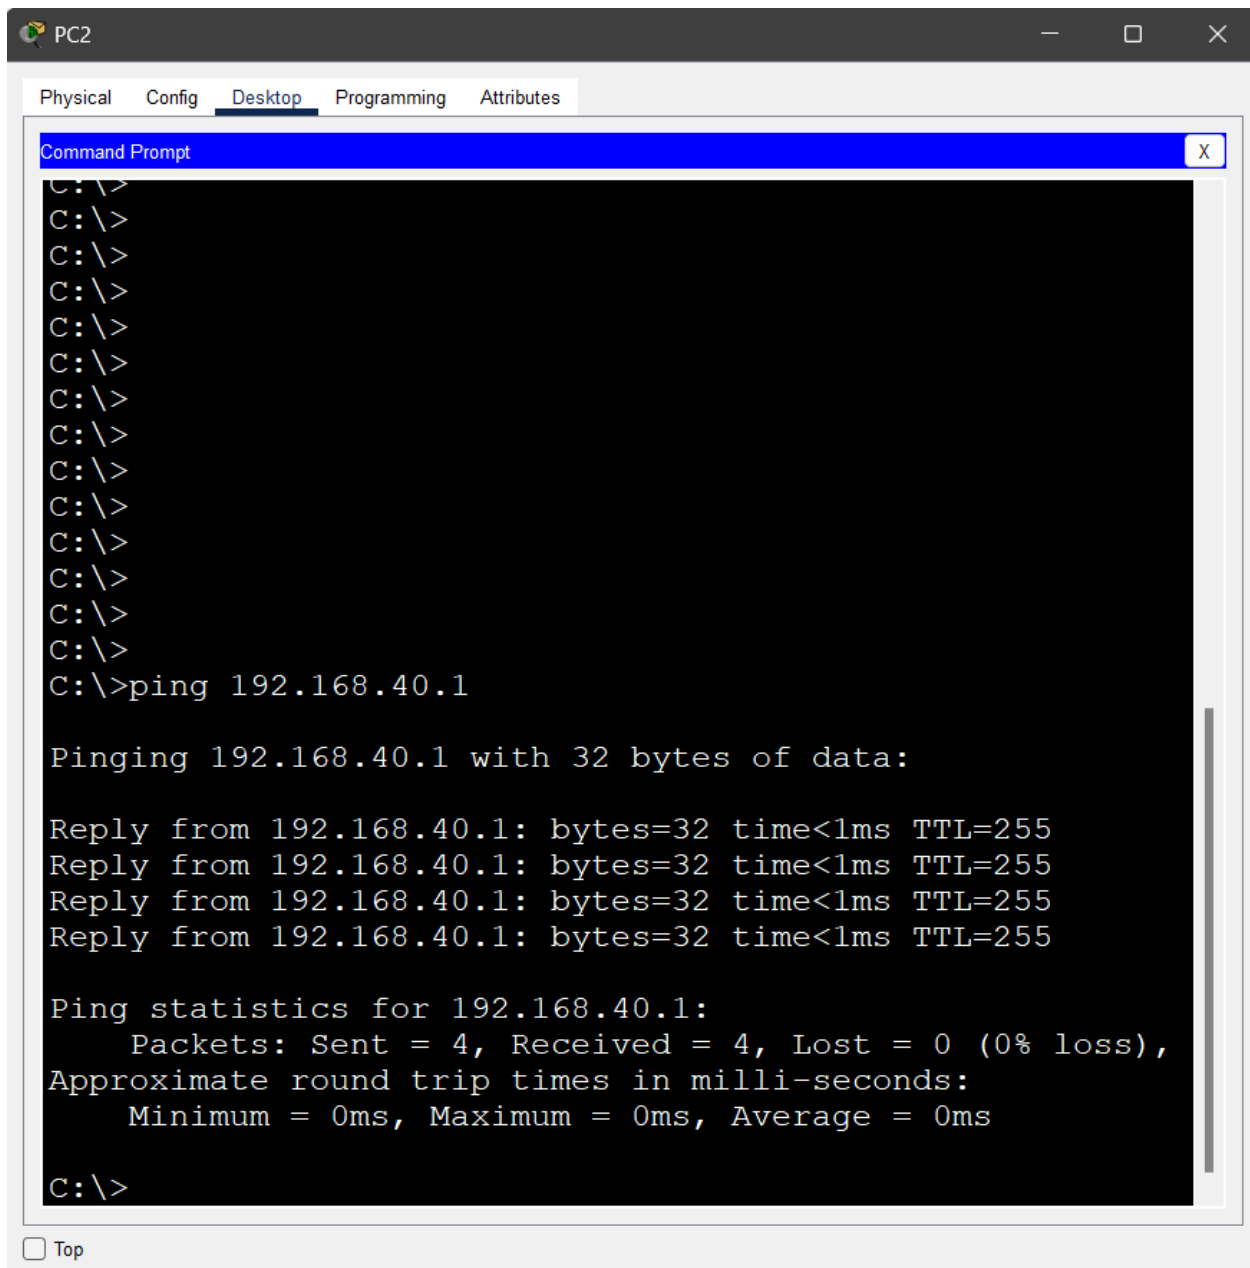 PC2
Physical Config Desktop Programming Attributes
Command Prompt X
C:\>
C:\>
C:\>
C:\>
C:\>
C:\>
C:\>
C:\>
C:\>
C:\>
C:\>
C:\>
C:\>
C:\>
C:\>ping 192.168.40.1
Pinging 192.168.40.1 with 32 bytes of data:
Reply from 192.168.40.1: bytes=32 time<1ms TTL=255
Reply from 192.168.40.1: bytes=32 time<1ms TTL=255
Reply from 192.168.40.1: bytes=32 time<1ms TTL=255
Reply from 192.168.40.1: bytes=32 time<1ms TTL=255
Ping statistics for 192.168.40.1:
Packets: Sent = 4, Received = 4, Lost = 0 (0% loss),
Approximate round trip times in milli-seconds:
Minimum = 0ms, Maximum = 0ms, Average = 0ms
C:\>
Top